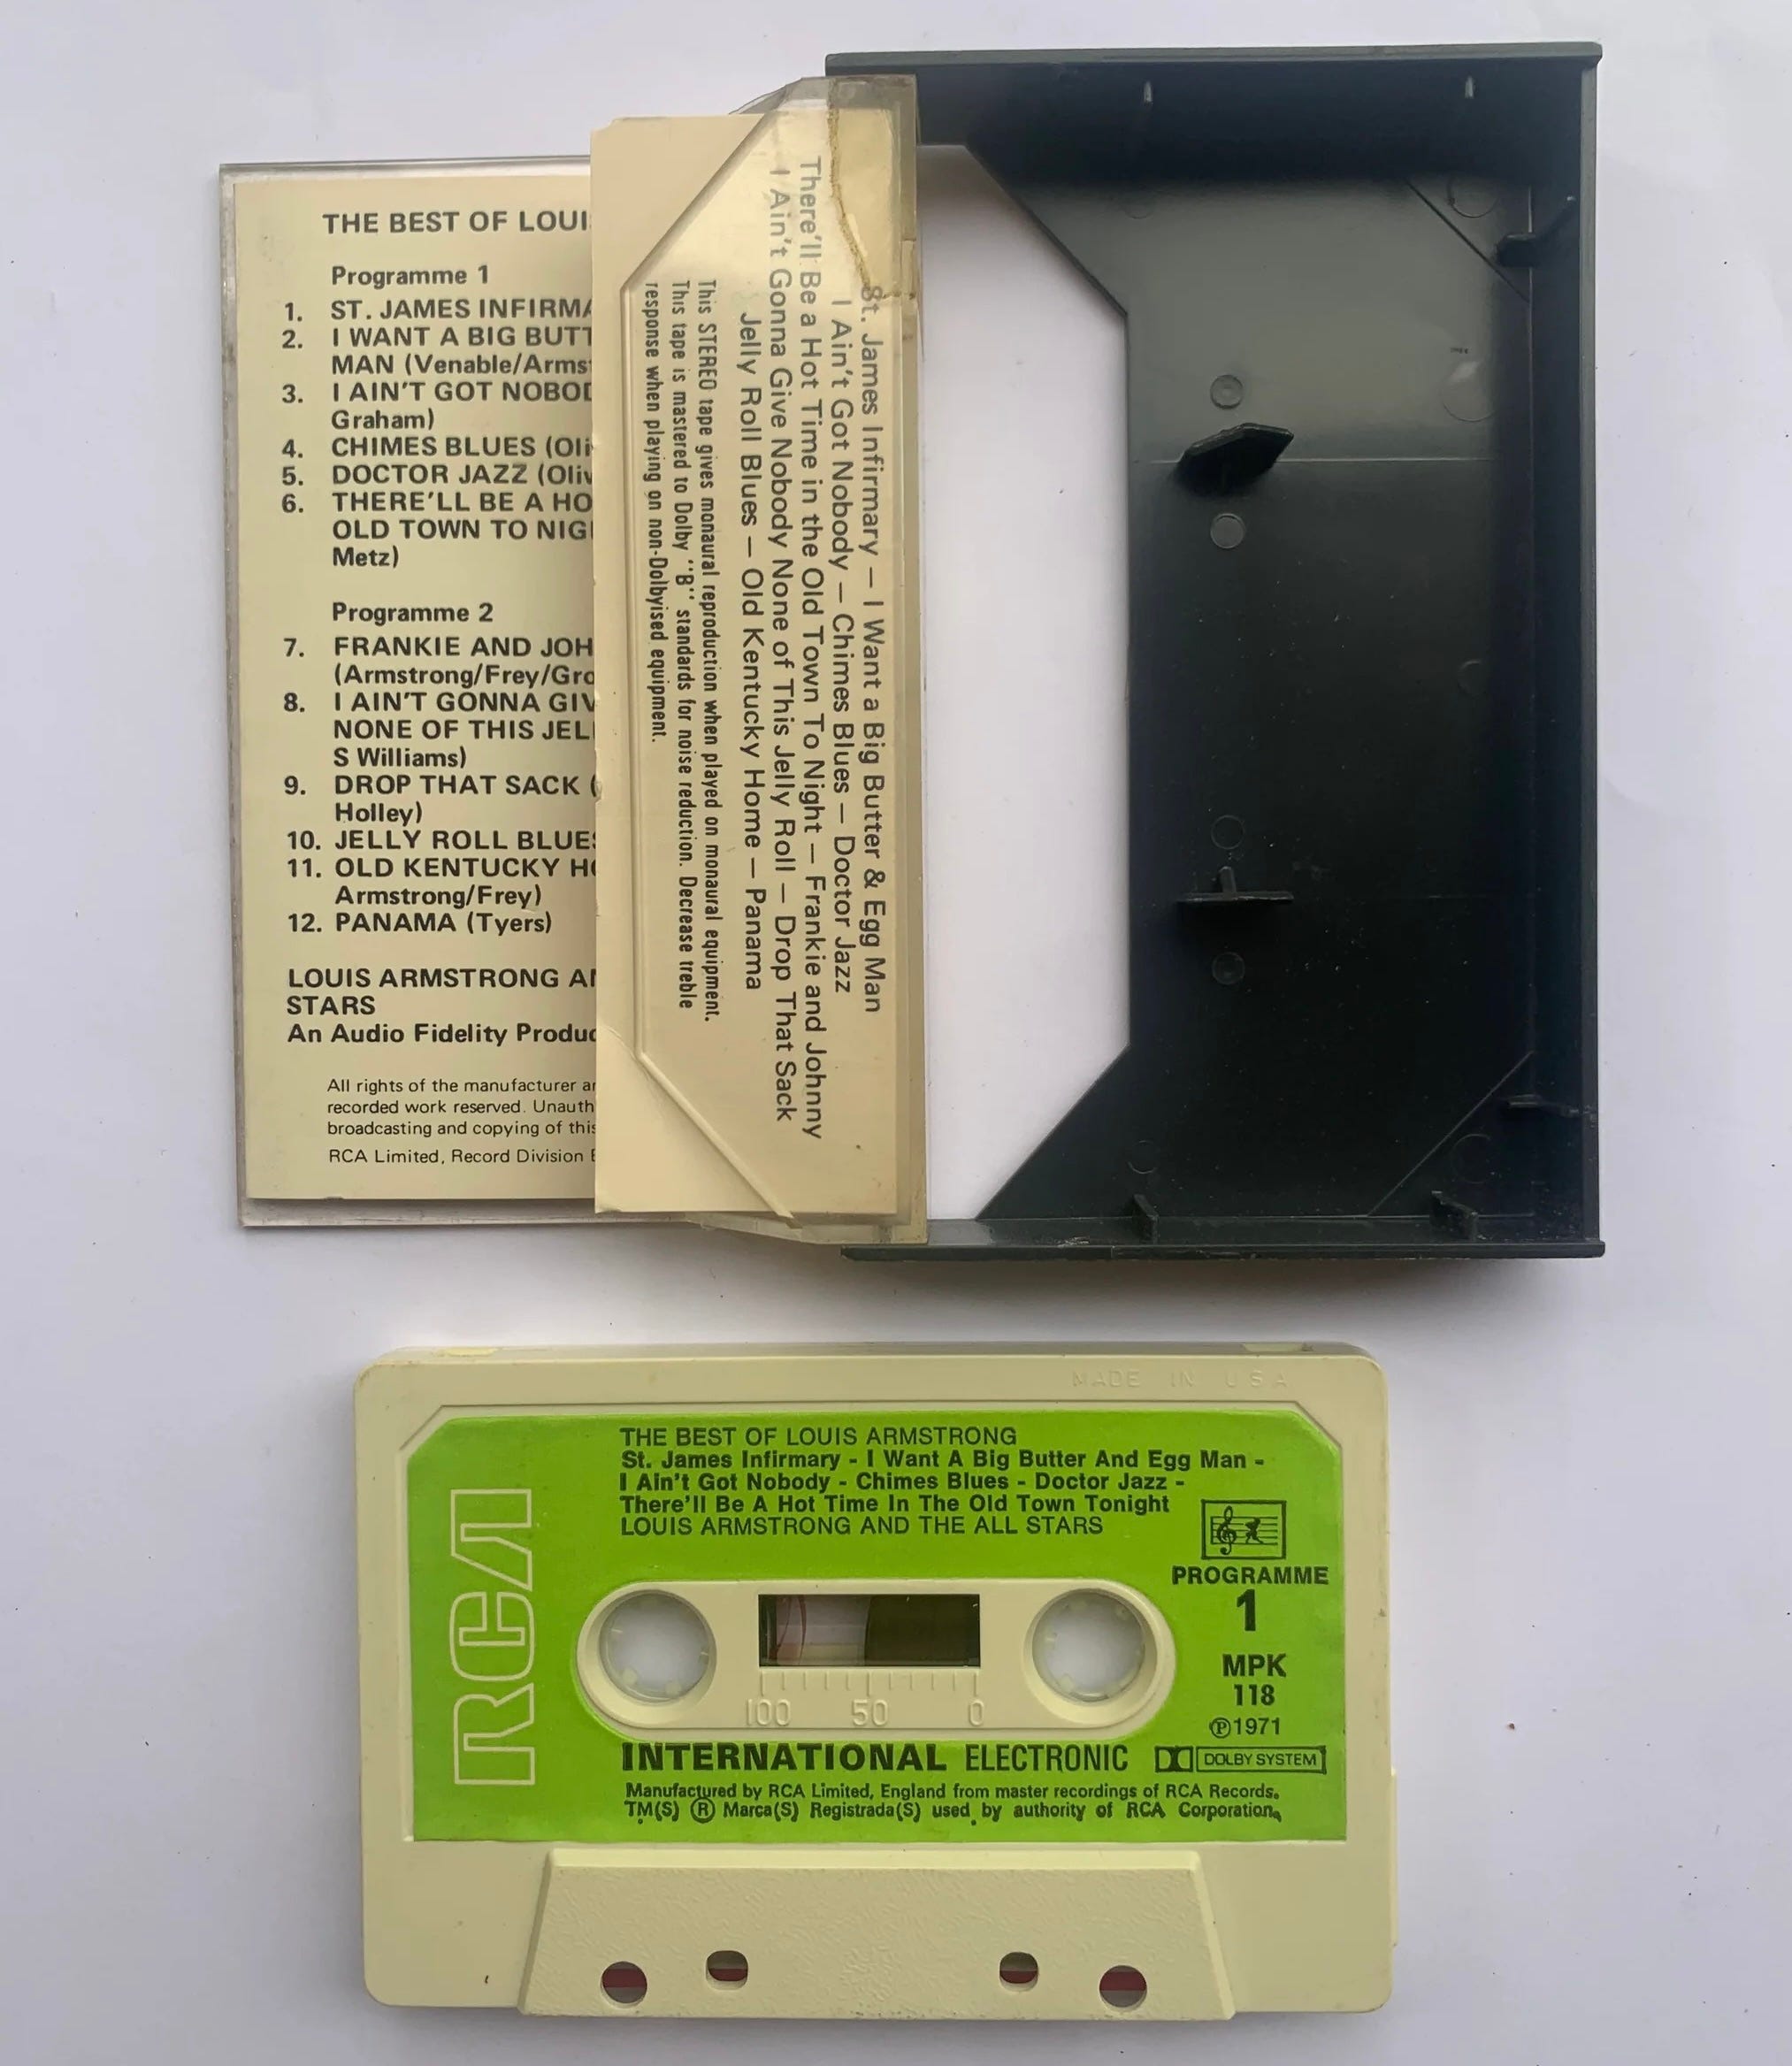 THE BEST OF LOUI
Programme 1
1. ST. JAMES INFIRMA
2. I WANT A BIG BUTT
MAN (Venable/Arms
3. I AIN'T GOT NOBOD
Graham)
4. CHIMES BLUES (Oli
5. DOCTOR JAZZ (Oliv
6. THERE'LL BE A HO
OLD TOWN TO NIG
Metz)
Programme 2
7. FRANKIE AND JOH
(Armstrong/Frey/Gro
8. I AIN'T GONNA GIV
NONE OF THIS JEL
S Williams)
9. DROP THAT SACK (
Holley)
10. JELLY ROLL BLUE
11. OLD KENTUCKY HO
Armstrong/Frey)
12. PANAMA (Tyers)
LOUIS ARMSTRONG A
STARS
An Audio Fidelity Produc
All rights of the manufacturer a
recorded work reserved. Unauth
broadcasting and copying of this
RCA Limited, Record Division
St. James Infirmary – I Want a Big Butter & Egg Man
I Ain't Got Nobody – Chimes Blues – Doctor Jazz
There'll Be a Hot Time in the Old Town To Night – Frankie and Johnny
I Ain't Gonna Give Nobody None of This Jelly Roll – Drop That Sack
Jelly Roll Blues – Old Kentucky Home – Panama
This STEREO tape gives monaural reproduction when played on monaural equipment.
This tape is mastered to Dolby "B" standards for noise reduction. Decrease treble
response when playing on non-Dolbyised equipment.
MADE IN USA
RCA
THE BEST OF LOUIS ARMSTRONG
St. James Infirmary - I Want A Big Butter And Egg Man -
I Ain't Got Nobody - Chimes Blues - Doctor Jazz -
There'll Be A Hot Time In The Old Town Tonight
LOUIS ARMSTRONG AND THE ALL STARS
PROGRAMME
1
MPK
118
℗1971
100 50 0
INTERNATIONAL ELECTRONIC DOLBY SYSTEM
Manufactured by RCA Limited, England from master recordings of RCA Records.
TM(S) ® Marca(S) Registrada(S) used by authority of RCA Corporation.